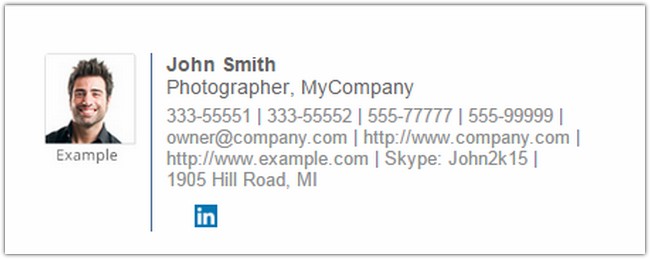 John Smith
Photographer, MyCompany
333-55551 | 333-55552 | 555-77777 | 555-99999 |
owner@company.com | http://www.company.com |
http://www.example.com | Skype: John2k15 |
1905 Hill Road, MI
Example
in